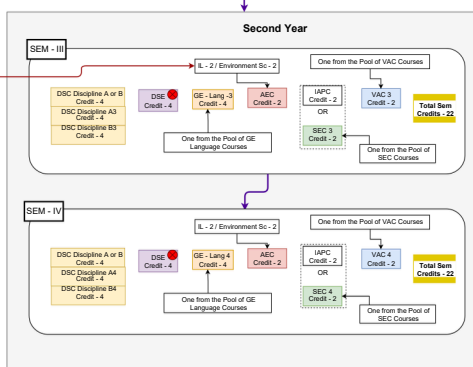 Second Year
SEM - III
IL - 2 / Environment Sc - 2
One from the Pool of VAC Courses
DSC Discipline A or B
Credit - 4
DSC Discipline A3
Credit - 4
DSC Discipline B3
Credit - 4
DSE
Credit - 4
GE - Lang -3
Credit - 4
AEC
Credit - 2
IAPC
Credit - 2
OR
SEC 3
Credit - 2
VAC 3
Credit - 2
Total Sem
Credits - 22
One from the Pool of GE
Language Courses
One from the Pool of
SEC Courses
SEM - IV
IL - 2 / Environment Sc - 2
One from the Pool of VAC Courses
DSC Discipline A or B
Credit - 4
DSC Discipline A4
Credit - 4
DSC Discipline B4
Credit - 4
DSE
Credit - 4
GE - Lang 4
Credit - 4
AEC
Credit - 2
IAPC
Credit - 2
OR
SEC 4
Credit - 2
VAC 4
Credit - 2
Total Sem
Credits - 22
One from the Pool of GE
Language Courses
One from the Pool of
SEC Courses